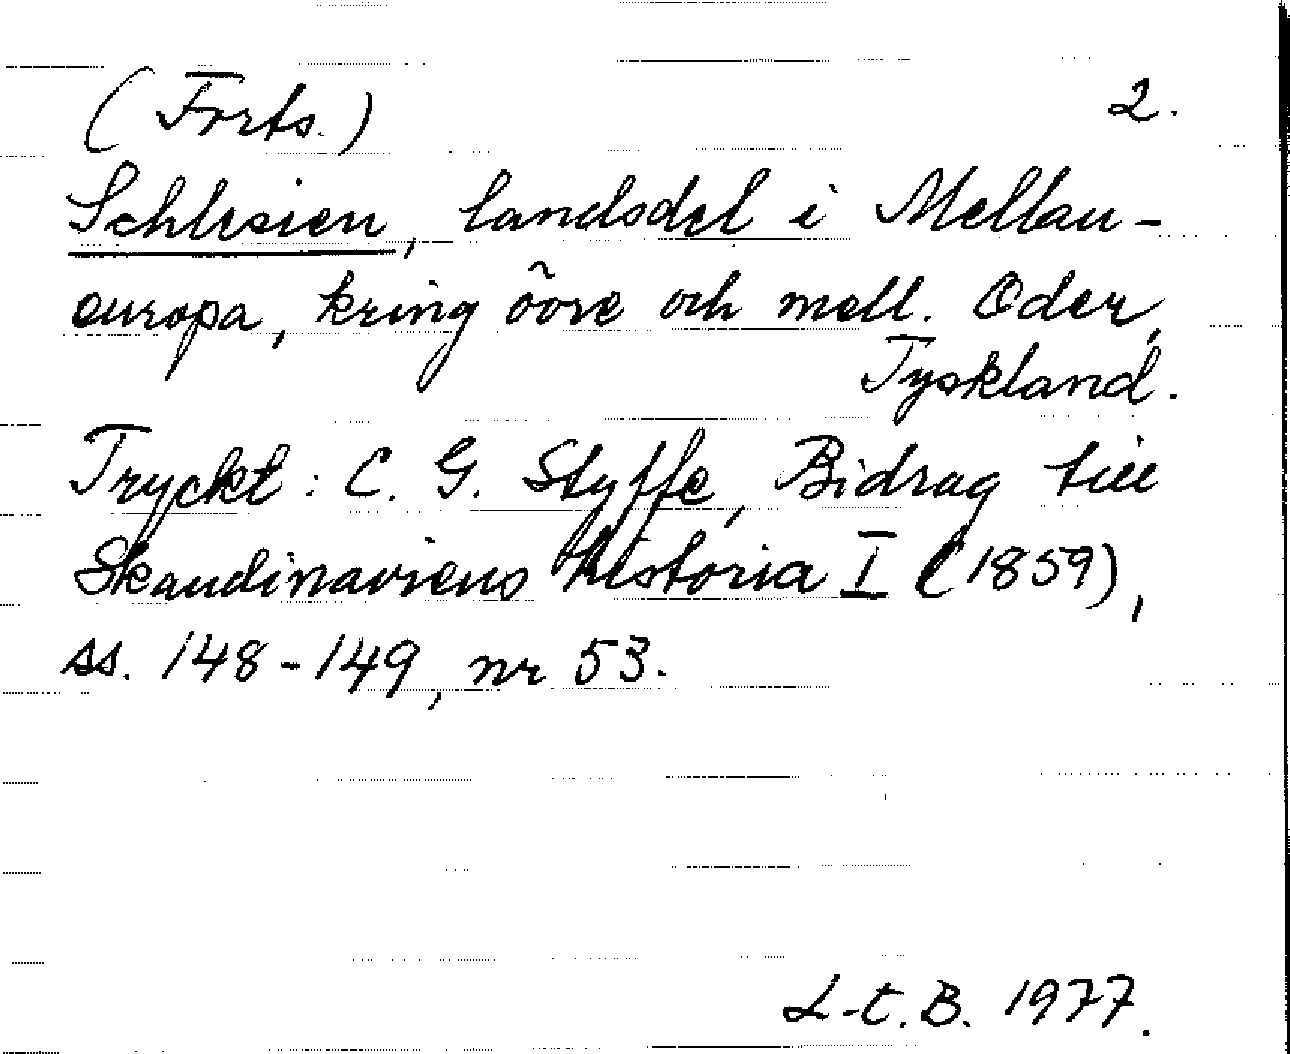 (Forts.) 2.
Schlesien, landsdel i Mellan-
europa, kring övre och mell. Oder,
Tyskland.
Tryckt: C. G. Styffe, Bidrag till
Skandinaviens historia I (1859),
ss. 148-149, nr 53.
L-t. B. 1977.